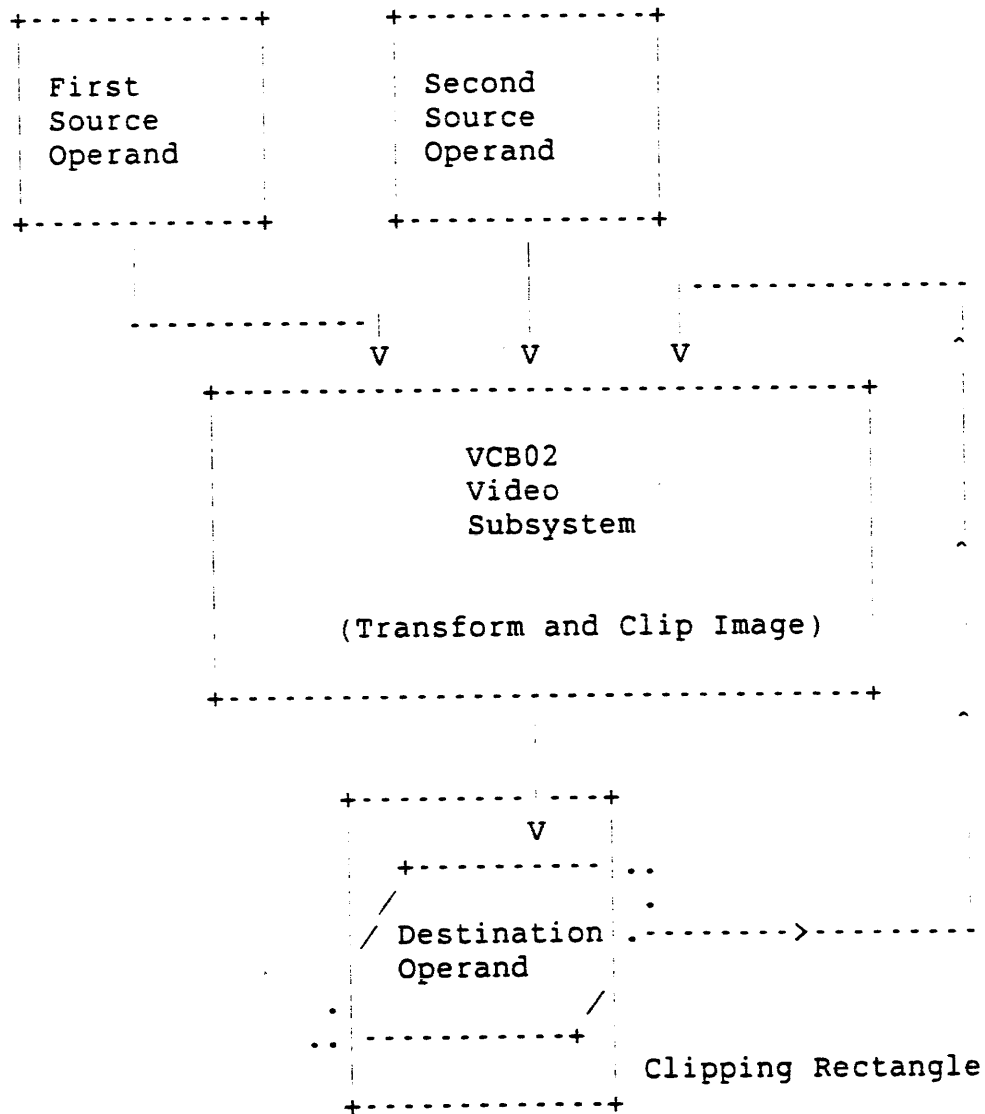 First
Source
Operand
Second
Source
Operand
VCB02
Video
Subsystem
(Transform and Clip Image)
Destination
Operand
Clipping Rectangle